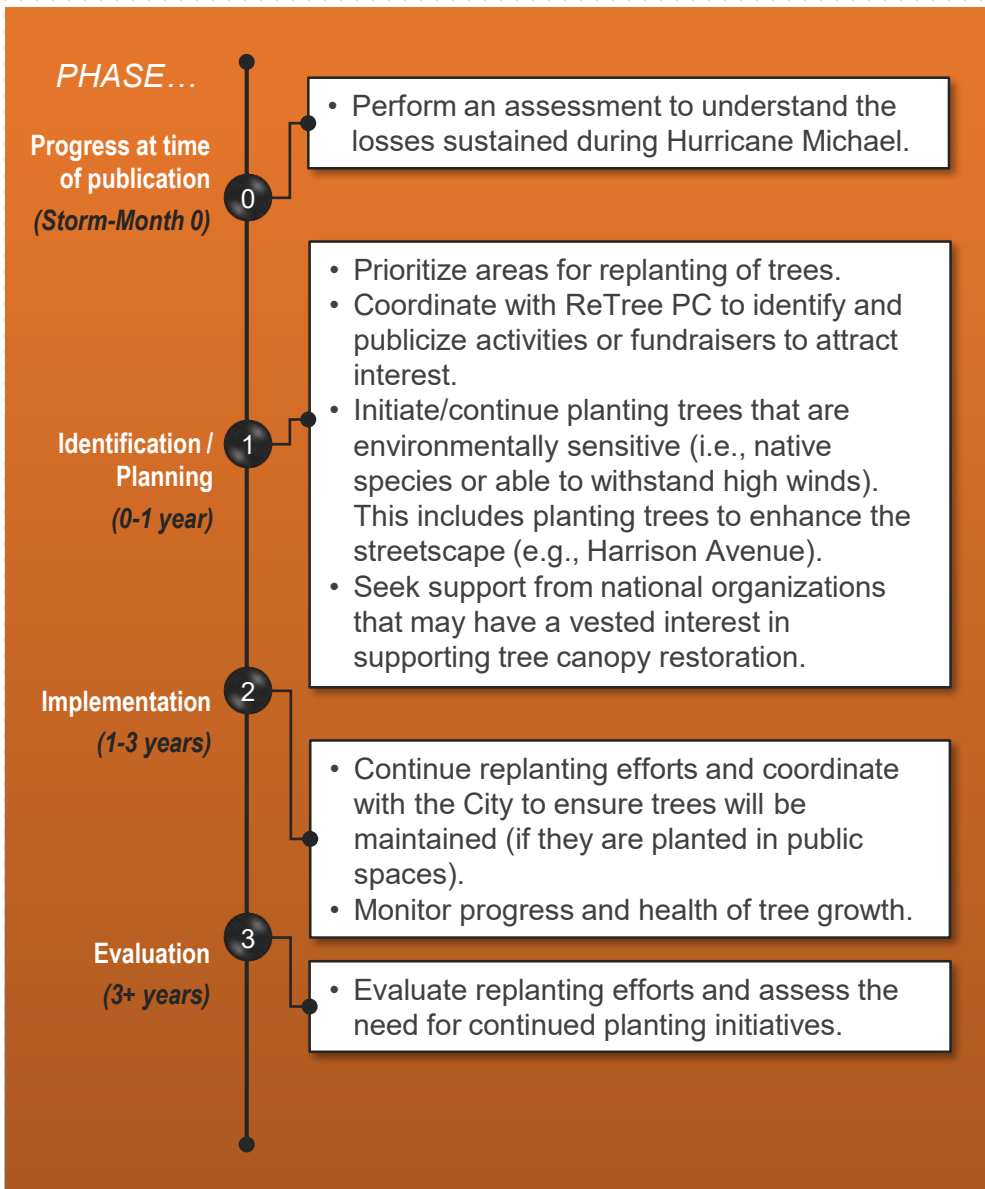 PHASE…
Progress at time
of publication
(Storm-Month 0)
0
• Perform an assessment to understand the
losses sustained during Hurricane Michael.
Identification /
Planning
(0-1 year)
1
• Prioritize areas for replanting of trees.
• Coordinate with ReTree PC to identify and
publicize activities or fundraisers to attract
interest.
• Initiate/continue planting trees that are
environmentally sensitive (i.e., native
species or able to withstand high winds).
This includes planting trees to enhance the
streetscape (e.g., Harrison Avenue).
• Seek support from national organizations
that may have a vested interest in
supporting tree canopy restoration.
Implementation
(1-3 years)
2
• Continue replanting efforts and coordinate
with the City to ensure trees will be
maintained (if they are planted in public
spaces).
• Monitor progress and health of tree growth.
Evaluation
(3+ years)
3
• Evaluate replanting efforts and assess the
need for continued planting initiatives.